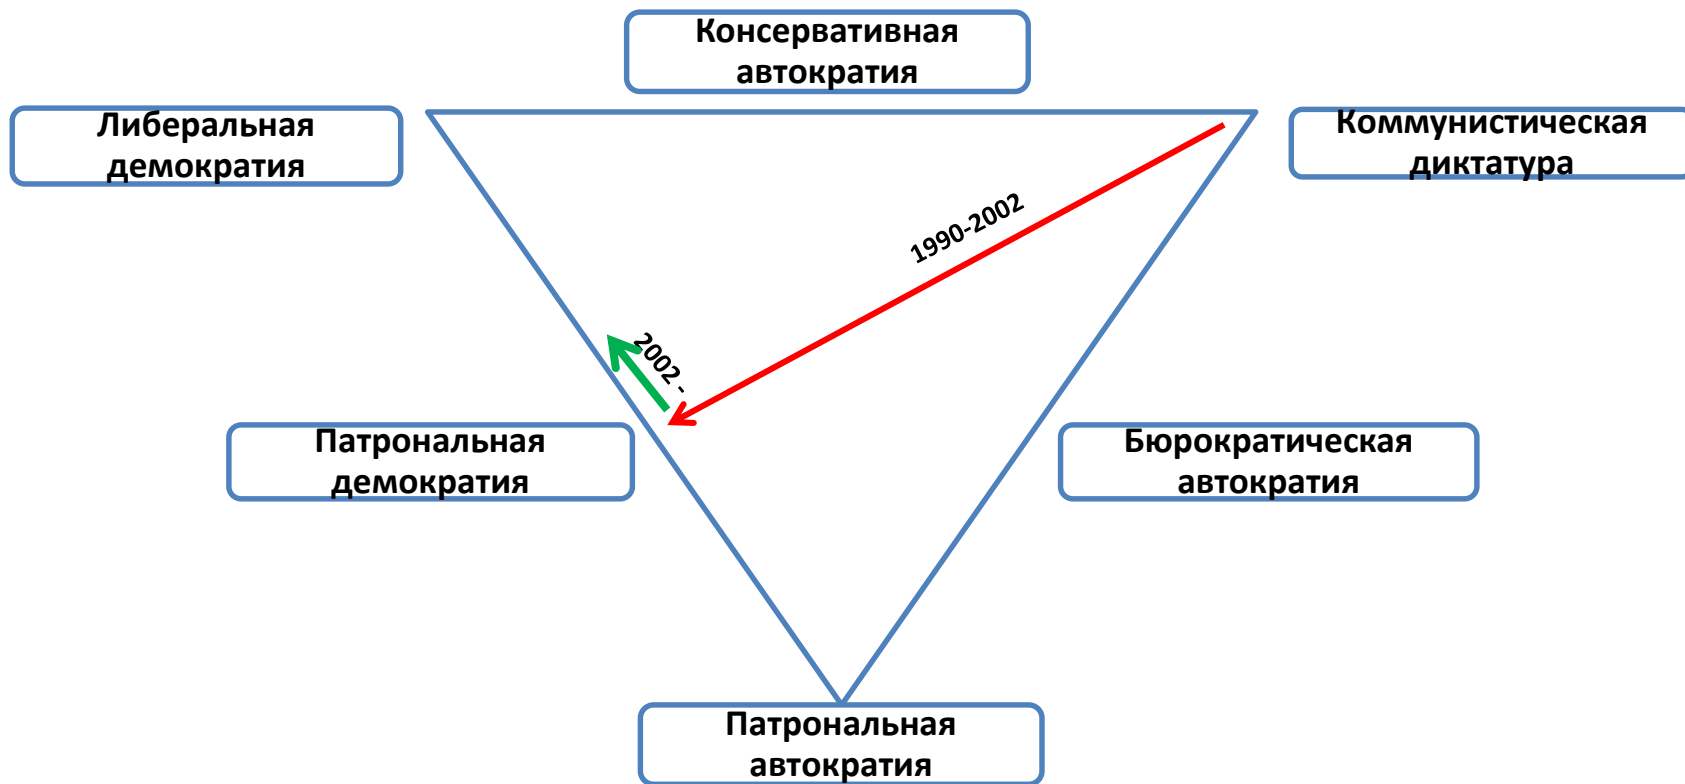 Консервативная
автократия
Либеральная
демократия
Коммунистическая
диктатура
1990-2002
2002 -
Патрональная
демократия
Бюрократическая
автократия
Патрональная
автократия